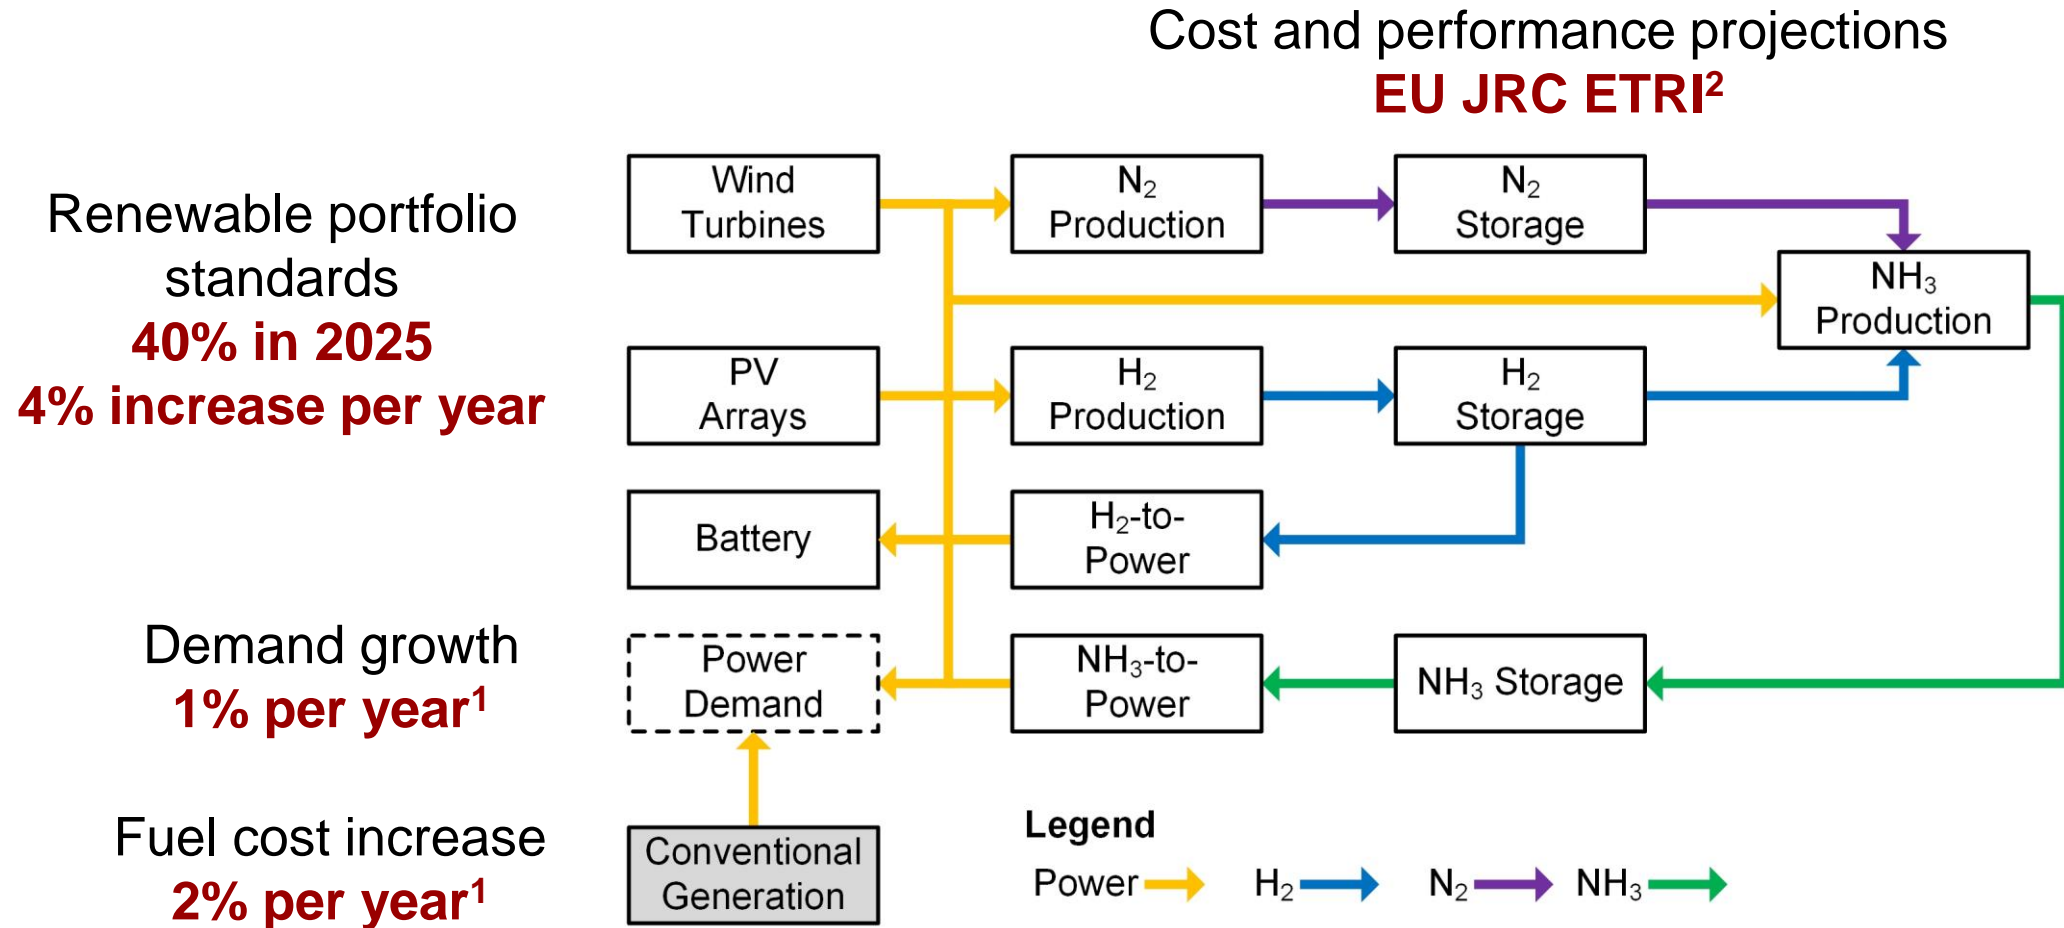 Cost and performance projections
EU JRC ETRI²
Renewable portfolio
standards
40% in 2025
4% increase per year
Demand growth
1% per year¹
Fuel cost increase
2% per year¹
Wind
Turbines
N₂
Production
N₂
Storage
NH₃
Production
PV
Arrays
H₂
Production
H₂
Storage
Battery
H₂-to-
Power
Power
Demand
NH₃-to-
Power
NH₃ Storage
Conventional
Generation
Legend
Power H₂ N₂ NH₃